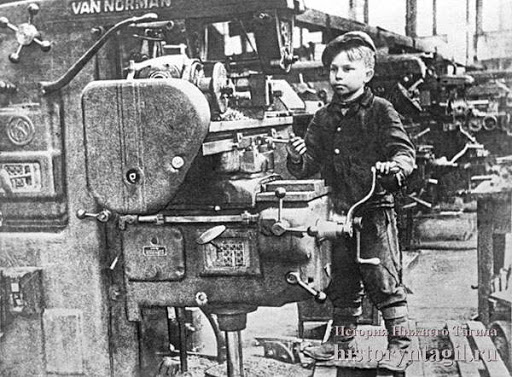 VAN NORMAN
История Нижнего Тагила
historyntagil.ru